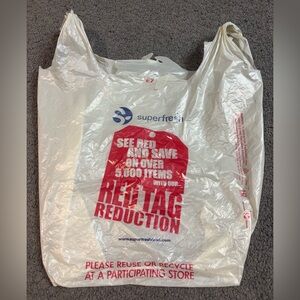 superfresh
SEE RED
AND SAVE
ON OVER
5,000 ITEMS
WITH OUR
RED TAG
REDUCTION
PLEASE REUSE OR RECYCLE
AT A PARTICIPATING STORE